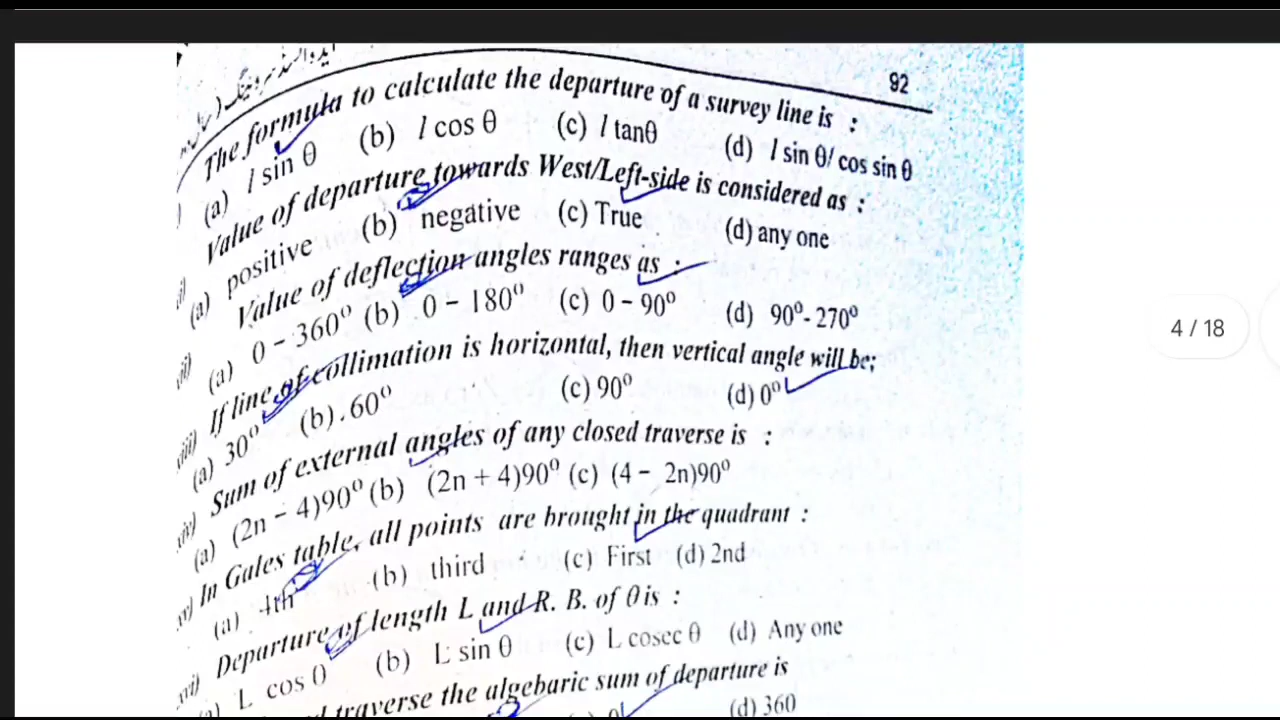 92
The formula to calculate the departure of a survey line is :
(a) l sin θ (b) l cos θ (c) l tanθ (d) l sin θ/ cos sin θ
Value of departure towards West/Left-side is considered as :
(a) positive (b) negative (c) True (d) any one
Value of deflection angles ranges as :
(a) 0 – 360° (b) 0 – 180° (c) 0 – 90° (d) 90°- 270°
If line of collimation is horizontal, then vertical angle will be;
(a) 30° (b) . 60° (c) 90° (d) 0°
Sum of external angles of any closed traverse is :
(a) (2n – 4)90° (b) (2n + 4)90° (c) (4 – 2n)90°
In Gales table, all points are brought in the quadrant :
(a) 4th (b) third (c) First (d) 2nd
Departure of length L and R. B. of θ is :
L cos θ (b) L sin θ (c) L cosec θ (d) Any one
traverse the algebaric sum of departure is
(d) 360
4 / 18